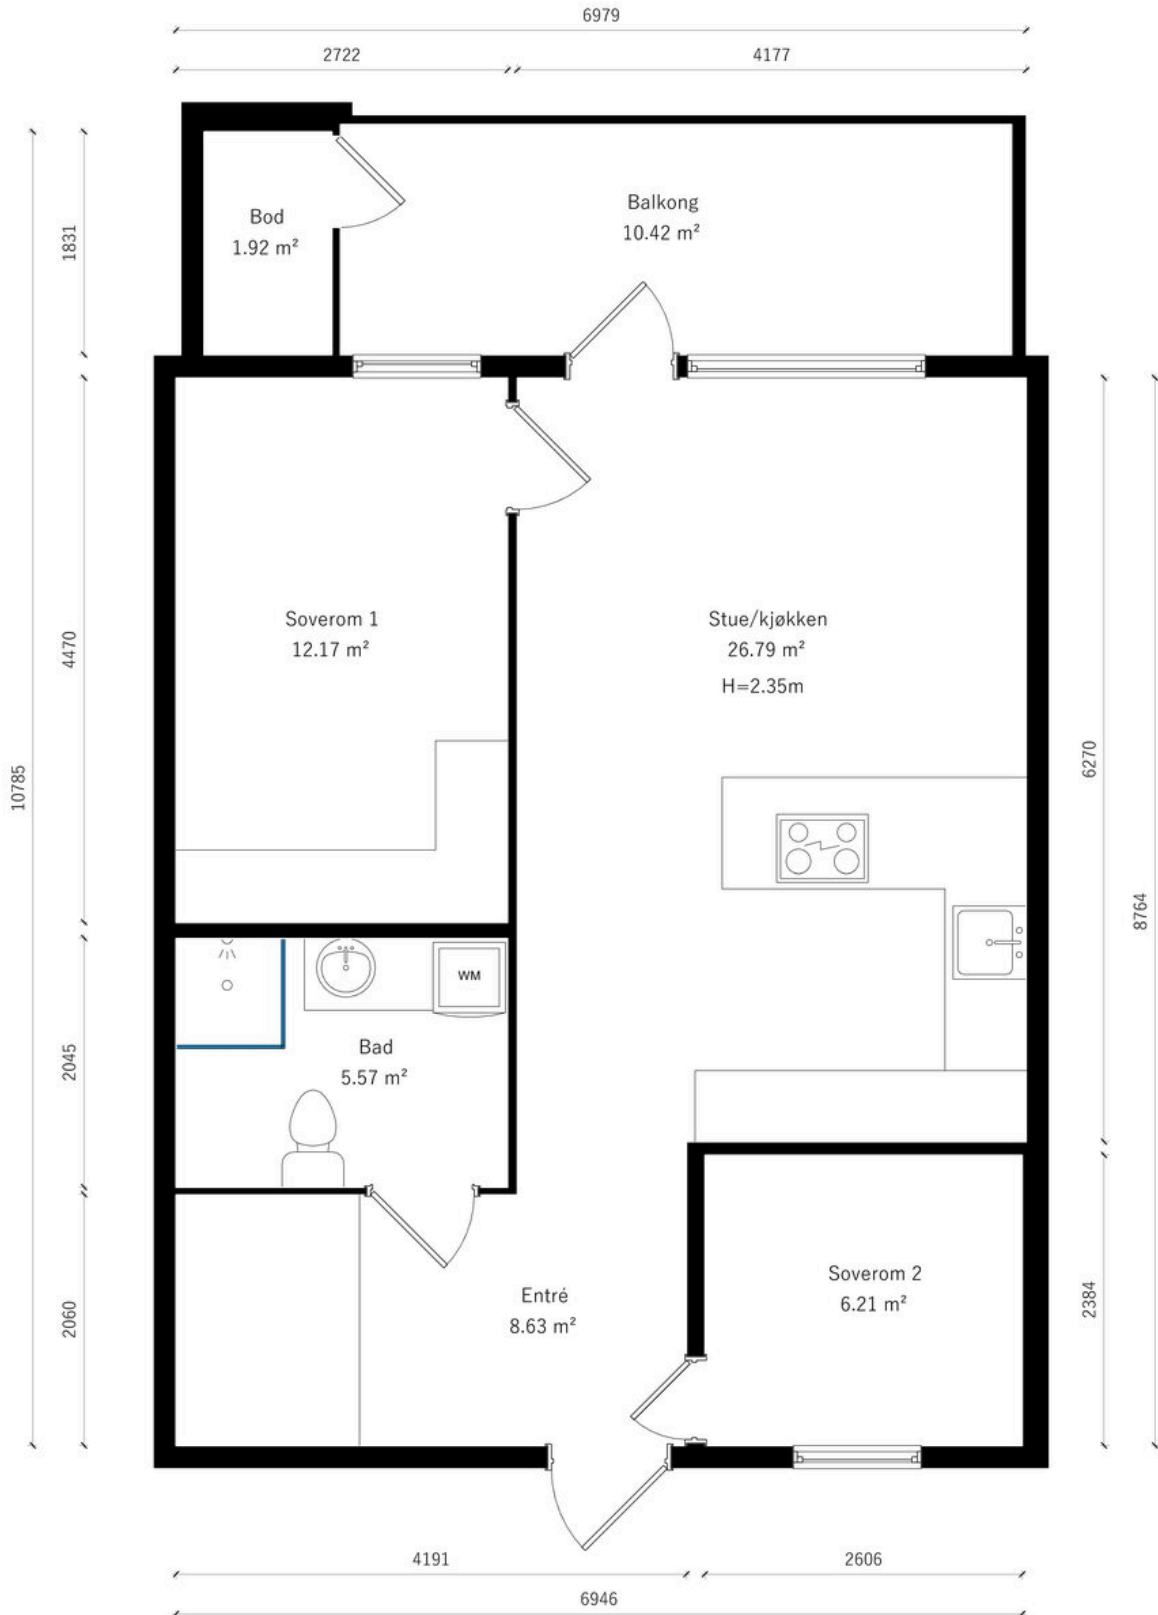 6979
2722
4177
Bod
1.92 m²
Balkong
10.42 m²
1831
Soverom 1
12.17 m²
Stue/kjøkken
26.79 m²
H=2.35m
4470
6270
10785
8764
WM
Bad
5.57 m²
2045
Soverom 2
6.21 m²
Entré
8.63 m²
2060
2384
4191
2606
6946